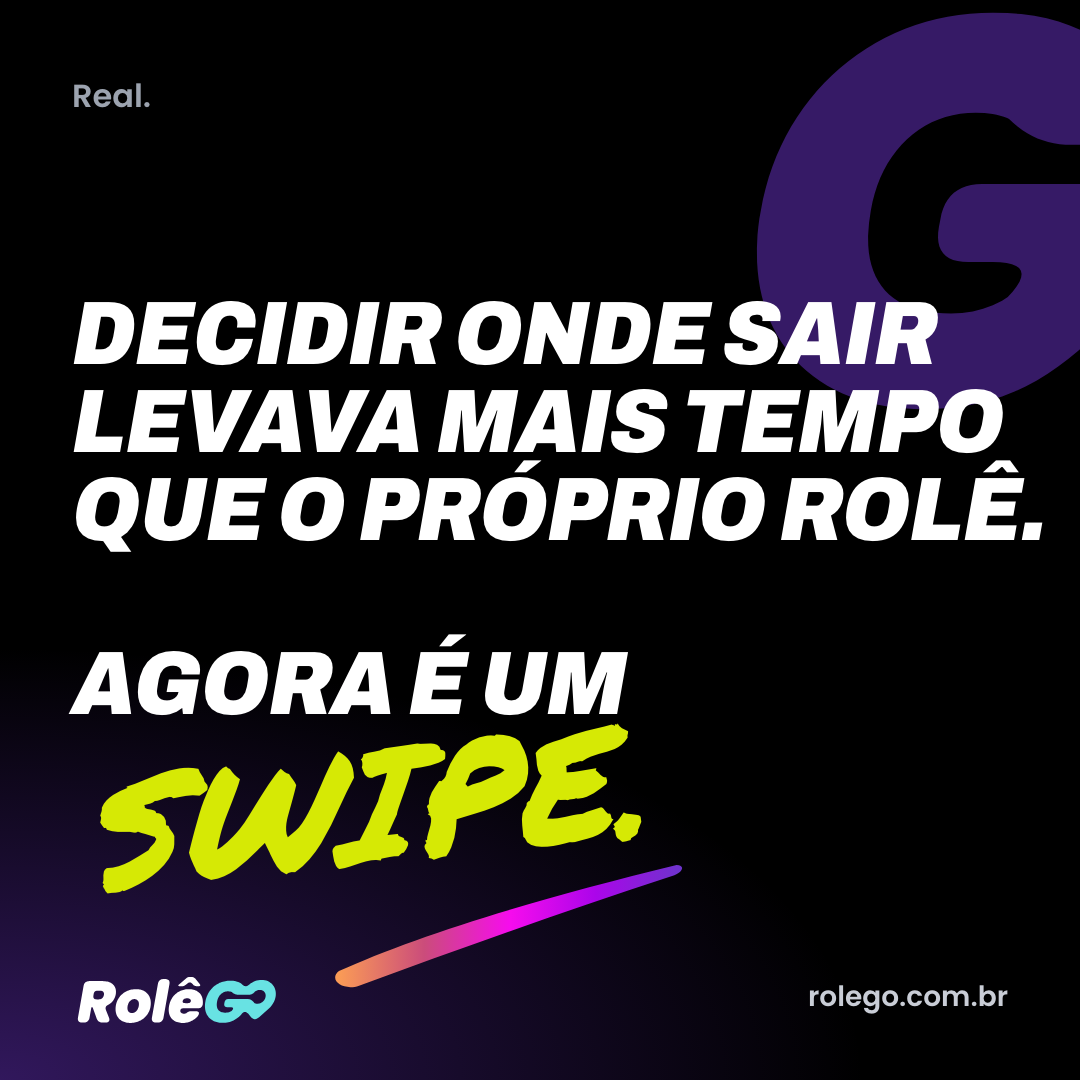 Real.
DECIDIR ONDE SAIR
LEVAVA MAIS TEMPO
QUE O PRÓPRIO ROLÊ.
AGORA É UM
SWIPE.
RolêGO
rolego.com.br